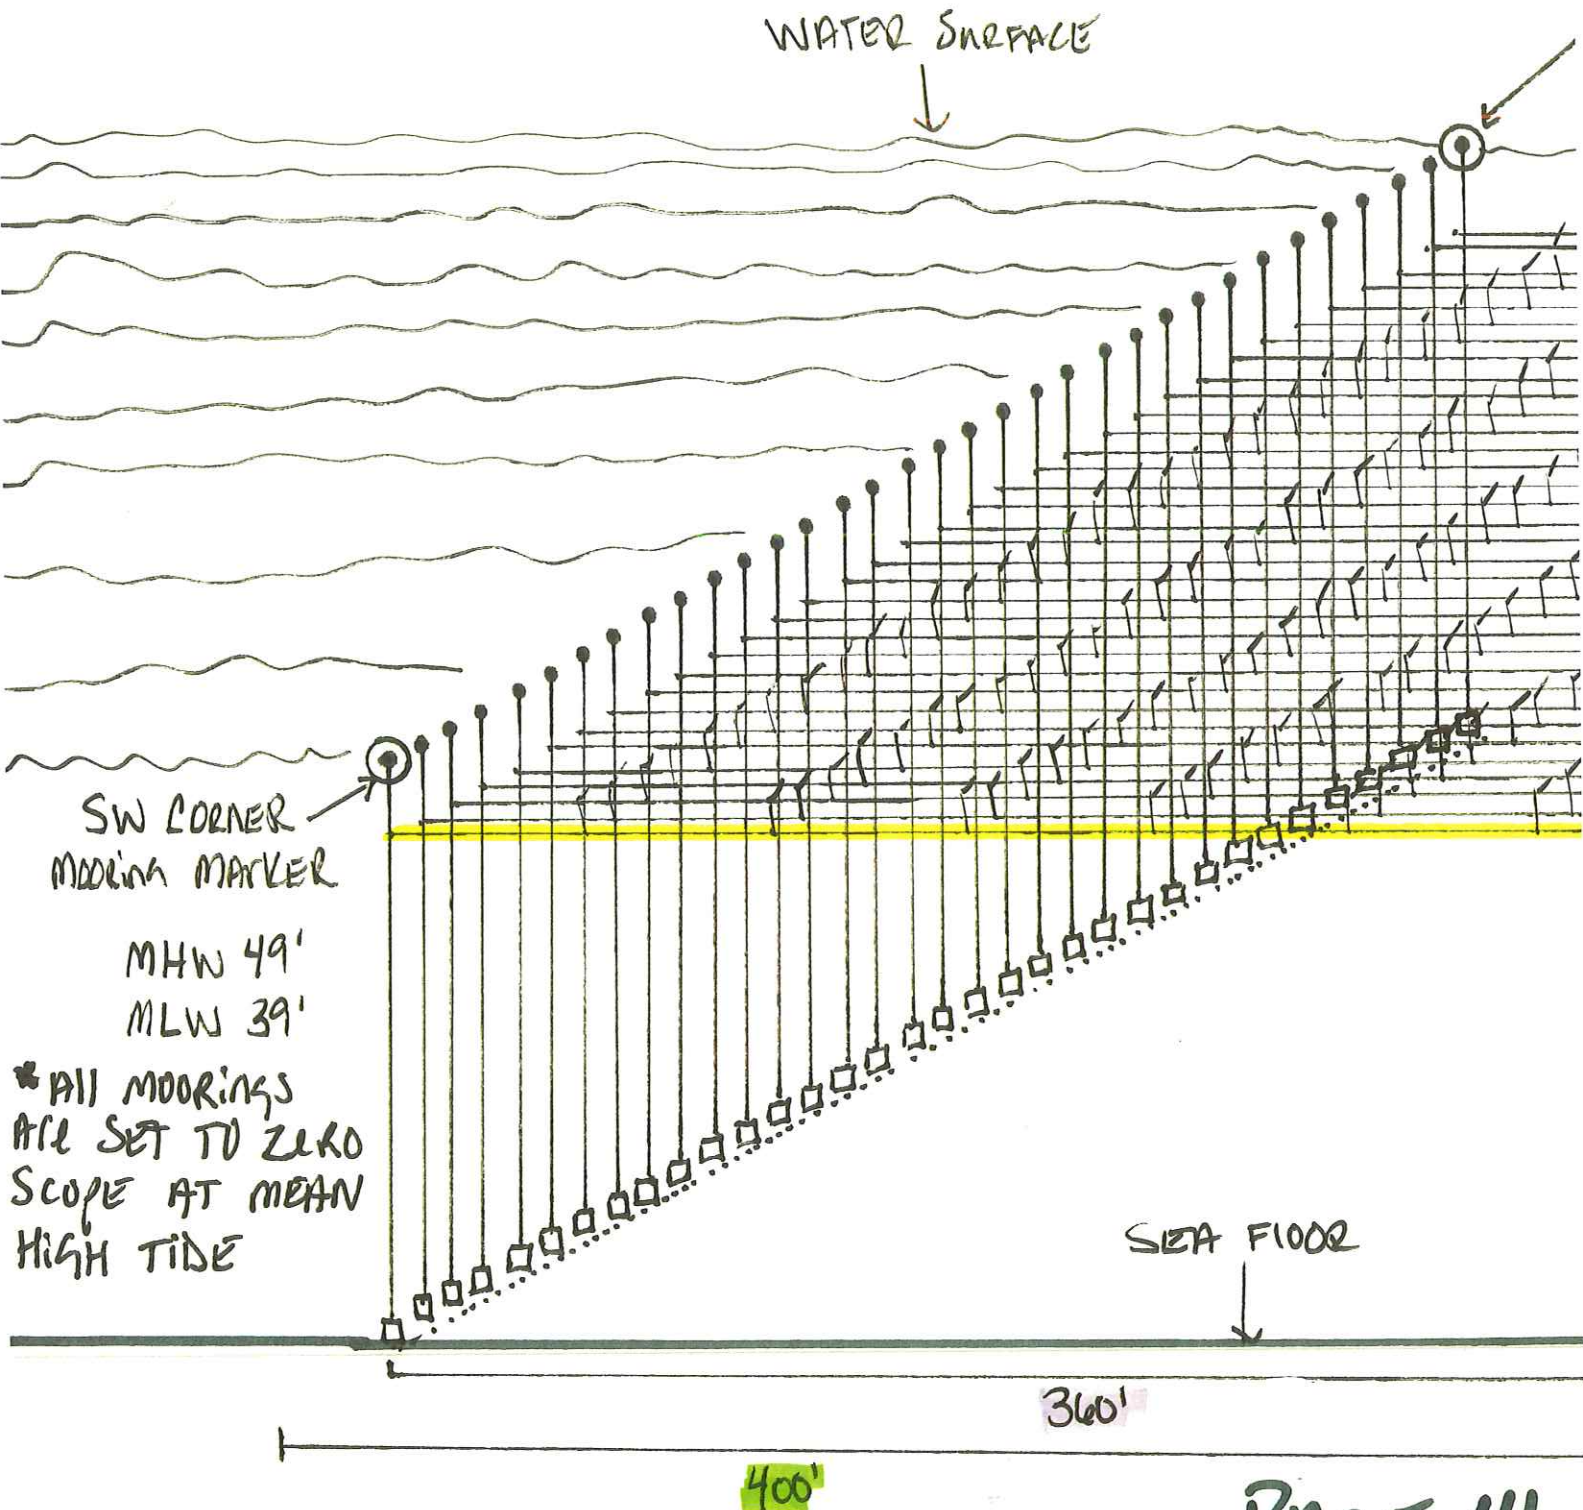 WATER SURFACE
SW CORNER
MOORING MARKER
MHW 49'
MLW 39'
*All MOORINGS
Are SET TO ZERO
SCOPE AT MEAN
HIGH TIDE
SEA FLOOR
360'
400'